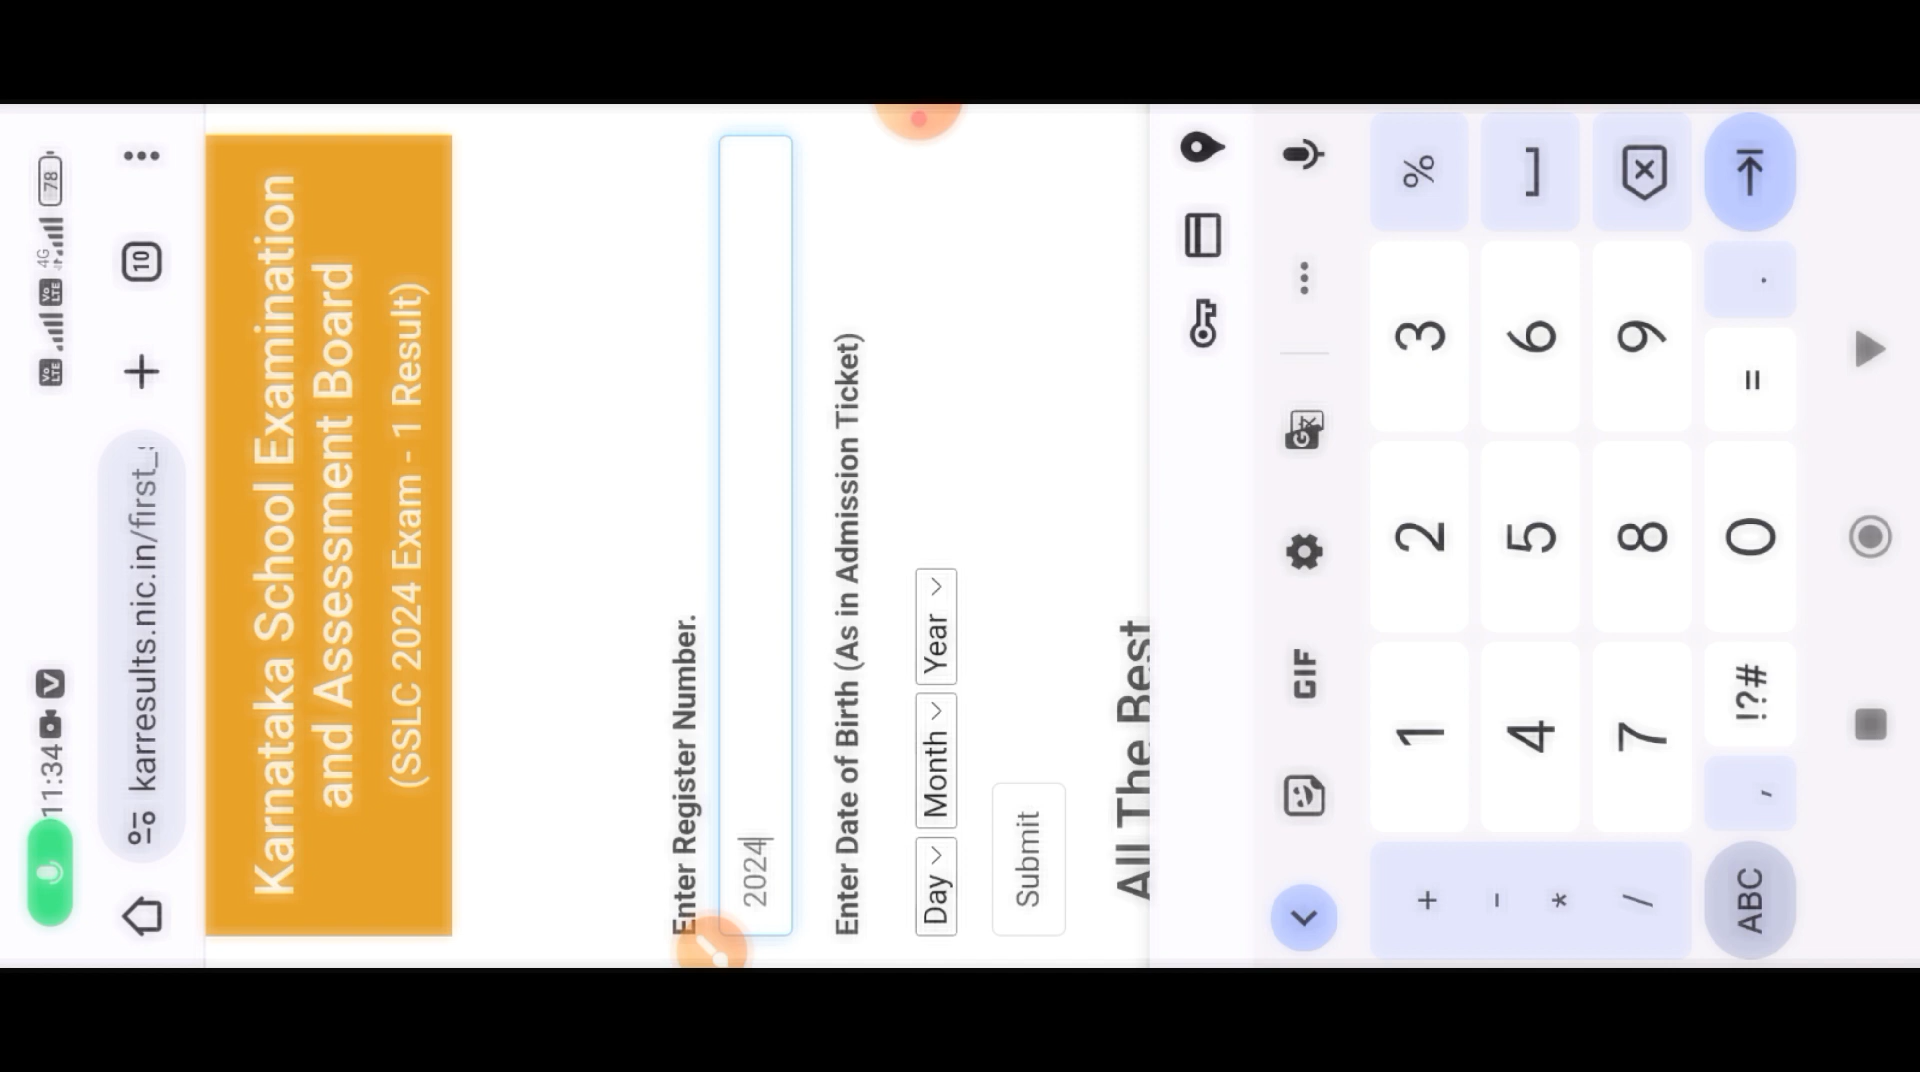 11:34
4G
78
karresults.nic.in/first_
10
Karnataka School Examination
and Assessment Board
(SSLC 2024 Exam - 1 Result)
Enter Register Number.
2024
Enter Date of Birth (As in Admission Ticket)
Day Month Year
Submit
All The Best
GIF
+ 1 2 3 %
- 4 5 6
* / 7 8 9
ABC , !?# 0 = .